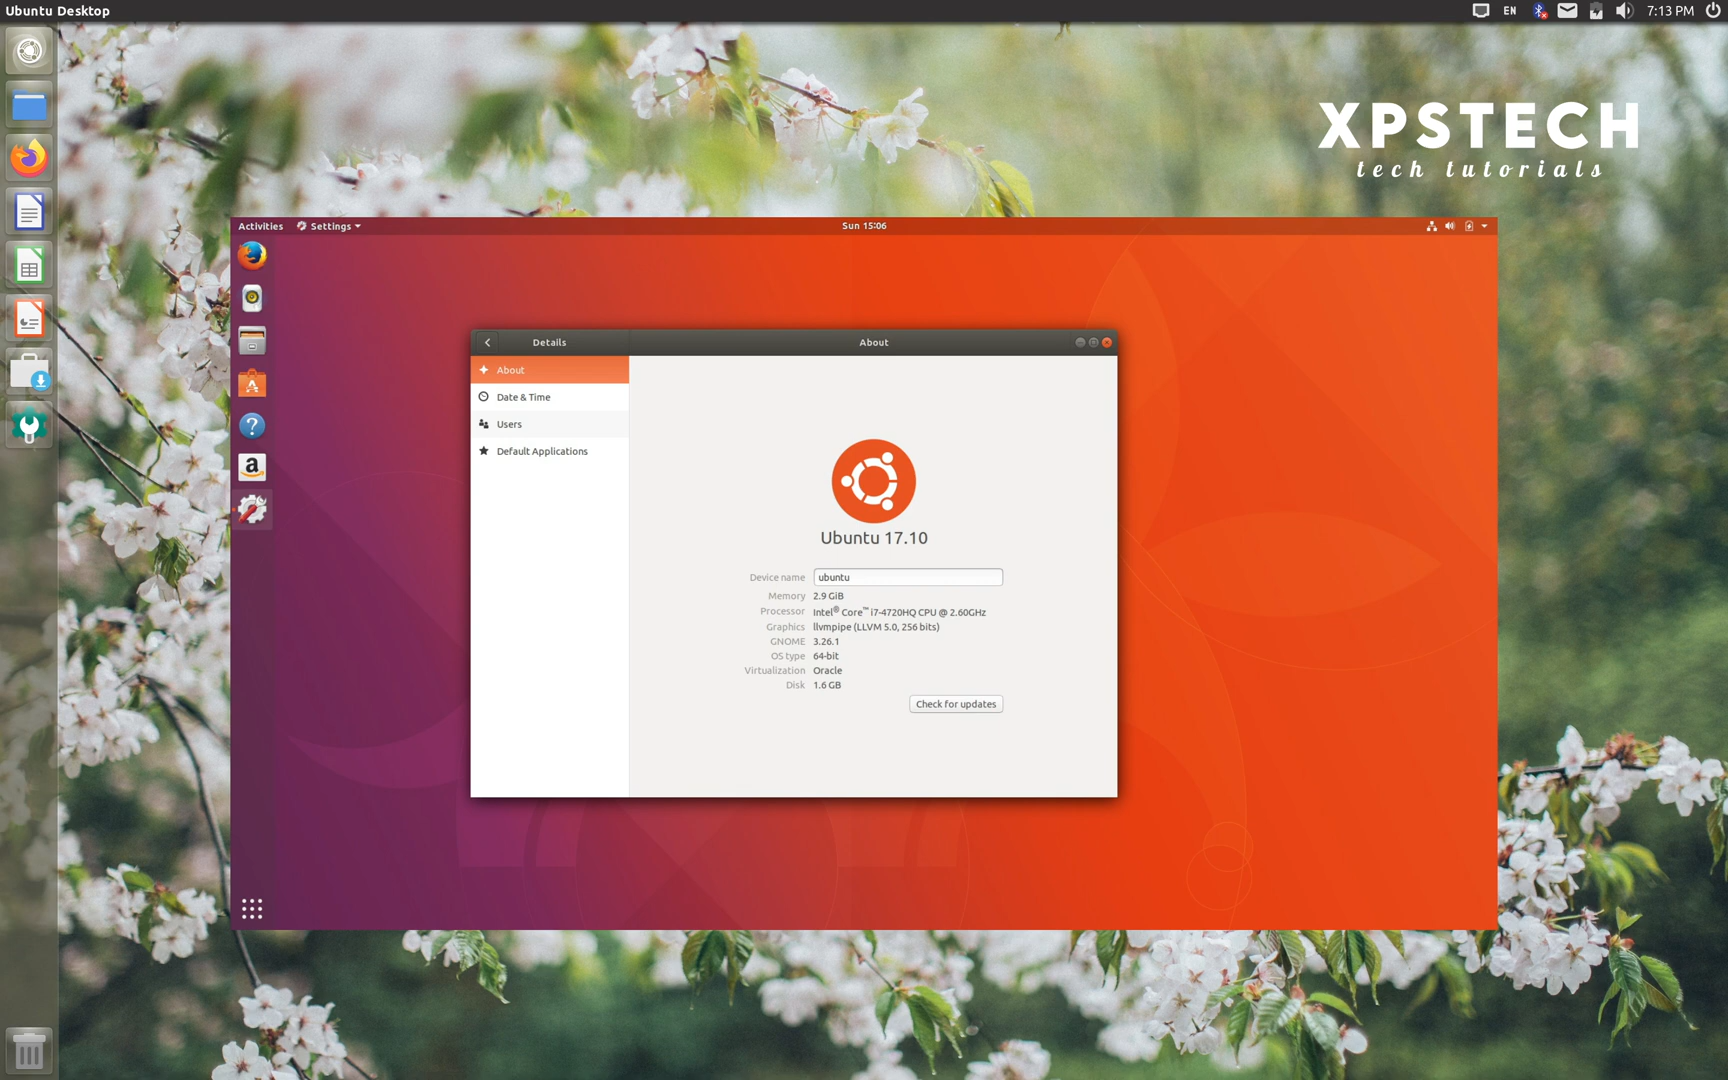 Ubuntu Desktop
EN
7:13 PM
XPSTECH
tech tutorials
Activities
Settings
Sun 15:06
Details
About
About
Date & Time
Users
Default Applications
?
a
Ubuntu 17.10
Device name ubuntu
Memory 2.9 GiB
Processor Intel® Core™ i7-4720HQ CPU @ 2.60GHz
Graphics llvmpipe (LLVM 5.0, 256 bits)
GNOME 3.26.1
OS type 64-bit
Virtualization Oracle
Disk 1.6 GB
Check for updates